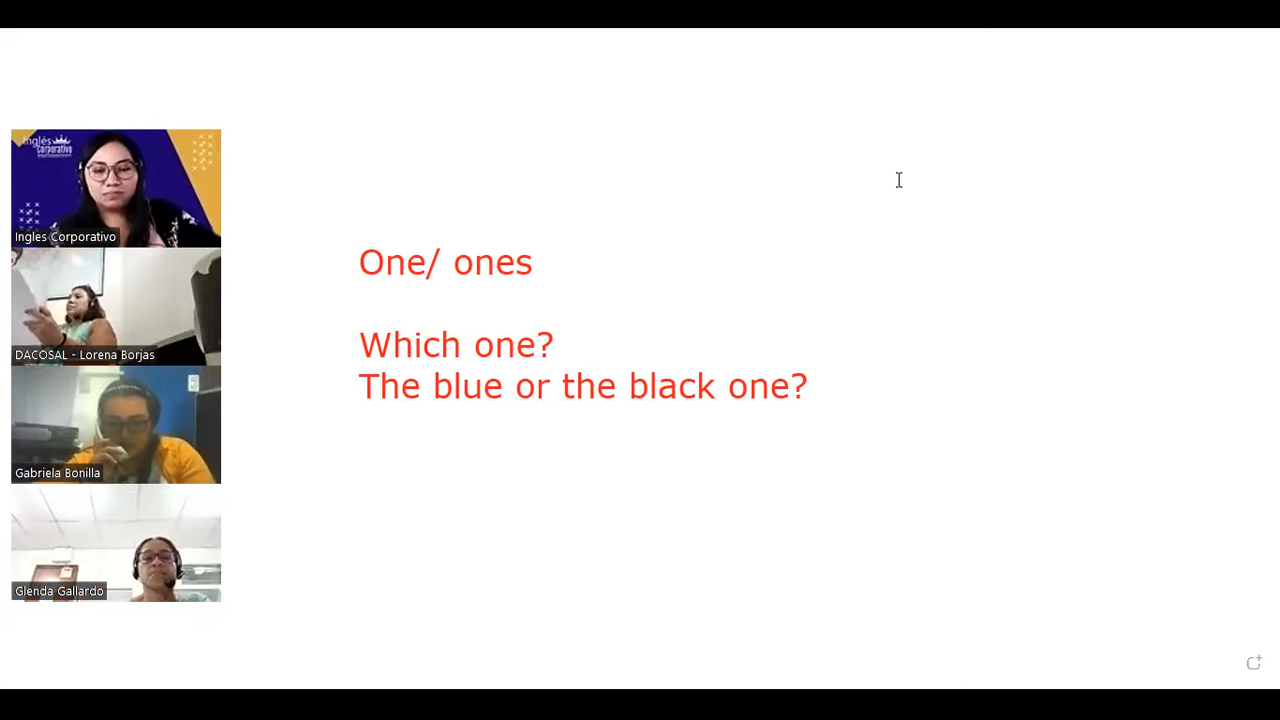 Inglés
Corporativo
Ingles Corporativo
DACOSAL - Lorena Borjas
Gabriela Bonilla
Glenda Gallardo
One/ ones
Which one?
The blue or the black one?